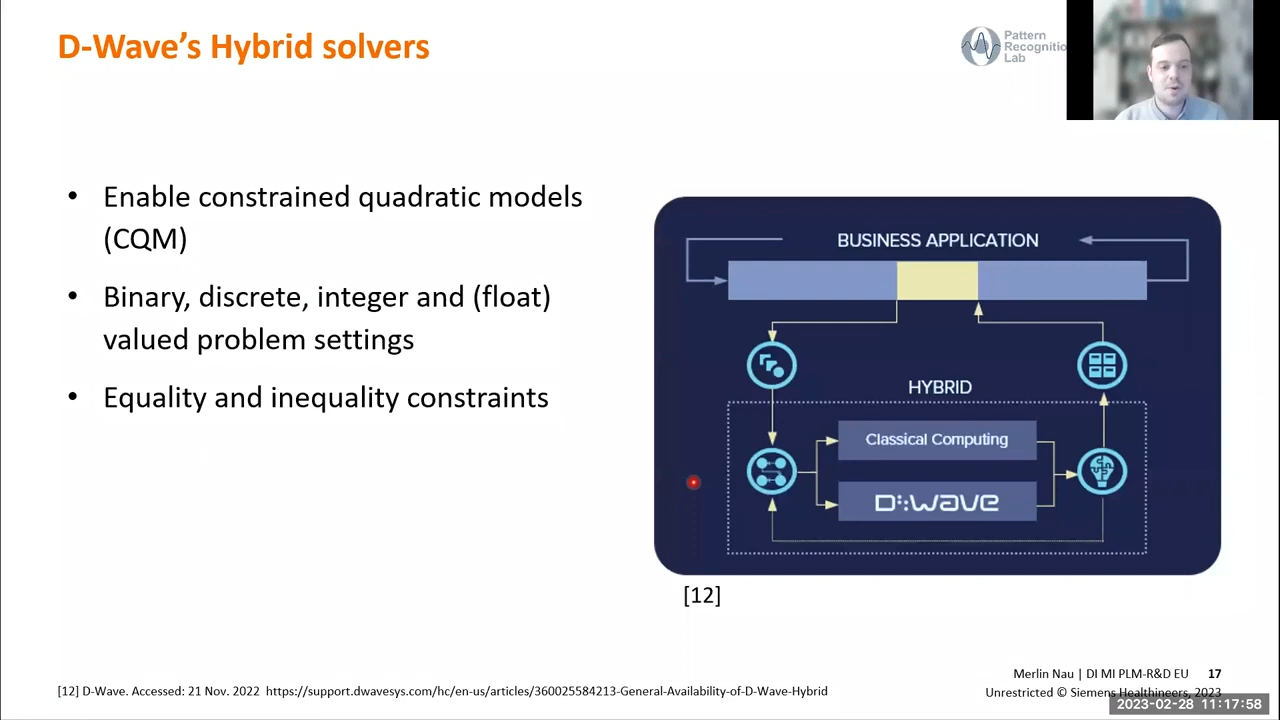 D-Wave's Hybrid solvers
Pattern
Recognitio
Lab
• Enable constrained quadratic models
(CQM)
• Binary, discrete, integer and (float)
valued problem settings
• Equality and inequality constraints
BUSINESS APPLICATION
HYBRID
Classical Computing
D:wave
[12]
Merlin Nau | DI MI PLM-R&D EU 17
[12] D-Wave. Accessed: 21 Nov. 2022 https://support.dwavesys.com/hc/en-us/articles/360025584213-General-Availability-of-D-Wave-Hybrid
Unrestricted © Siemens Healthineers, 2023
2023-02-28 11:17:58